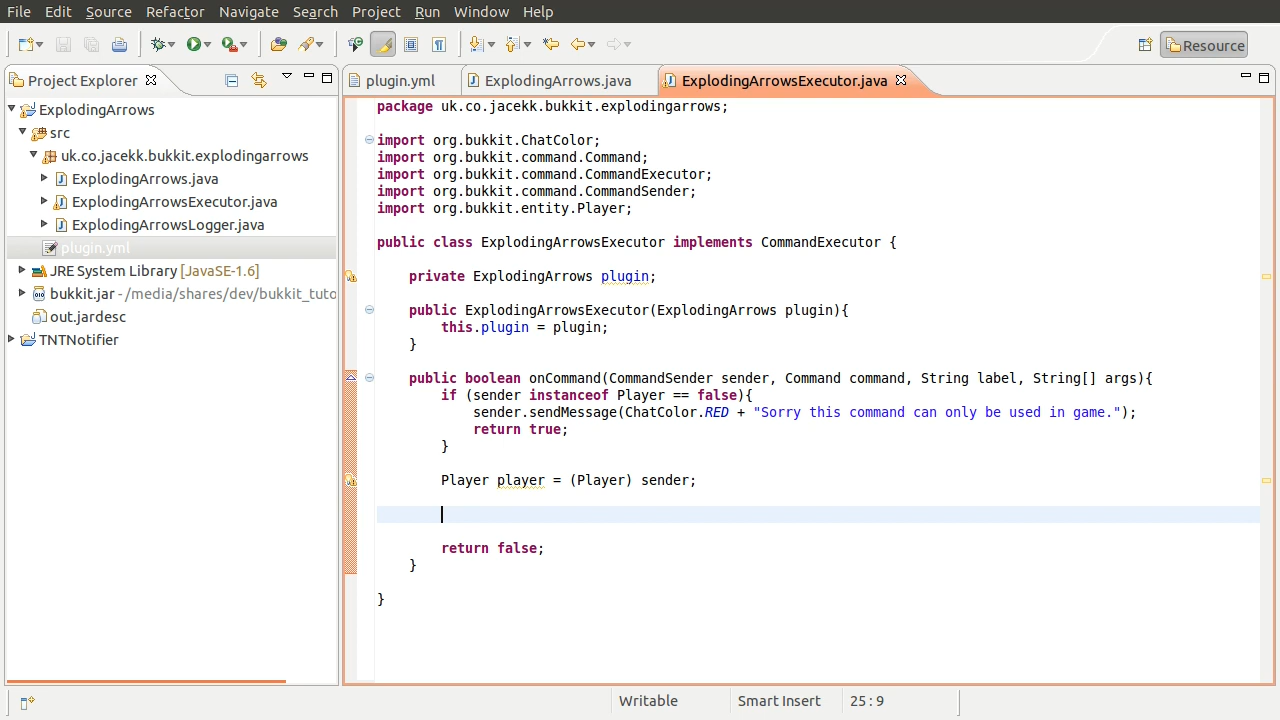 File Edit Source Refactor Navigate Search Project Run Window Help
Resource
Project Explorer
ExplodingArrows
src
uk.co.jacekk.bukkit.explodingarrows
ExplodingArrows.java
ExplodingArrowsExecutor.java
ExplodingArrowsLogger.java
plugin.yml
JRE System Library [JavaSE-1.6]
bukkit.jar - /media/shares/dev/bukkit_tuto
out.jardesc
TNTNotifier
plugin.yml ExplodingArrows.java ExplodingArrowsExecutor.java
package uk.co.jacekk.bukkit.explodingarrows;
import org.bukkit.ChatColor;
import org.bukkit.command.Command;
import org.bukkit.command.CommandExecutor;
import org.bukkit.command.CommandSender;
import org.bukkit.entity.Player;
public class ExplodingArrowsExecutor implements CommandExecutor {
private ExplodingArrows plugin;
public ExplodingArrowsExecutor(ExplodingArrows plugin){
this.plugin = plugin;
}
public boolean onCommand(CommandSender sender, Command command, String label, String[] args){
if (sender instanceof Player == false){
sender.sendMessage(ChatColor.RED + "Sorry this command can only be used in game.");
return true;
}
Player player = (Player) sender;
return false;
}
}
Writable Smart Insert 25 : 9